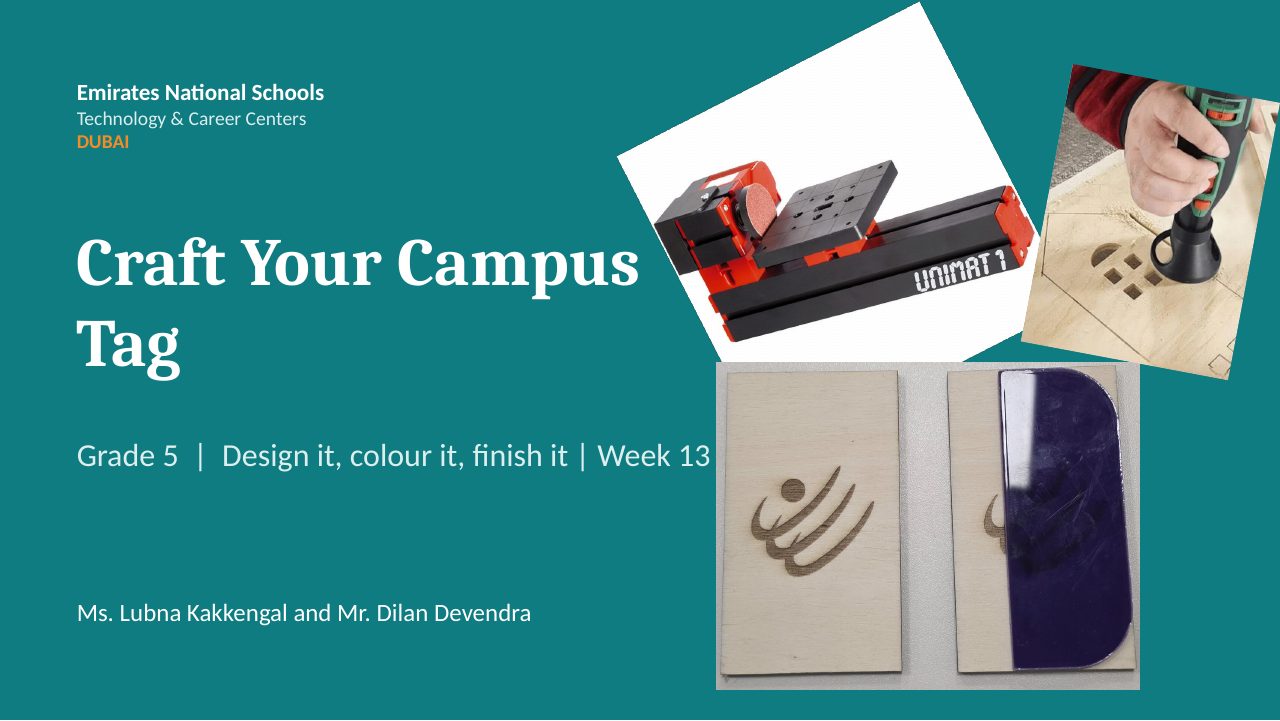 Emirates National Schools
Technology & Career Centers
DUBAI
Craft Your Campus
Tag
Grade 5 | Design it, colour it, finish it | Week 13
Ms. Lubna Kakkengal and Mr. Dilan Devendra
UNIMAT 1